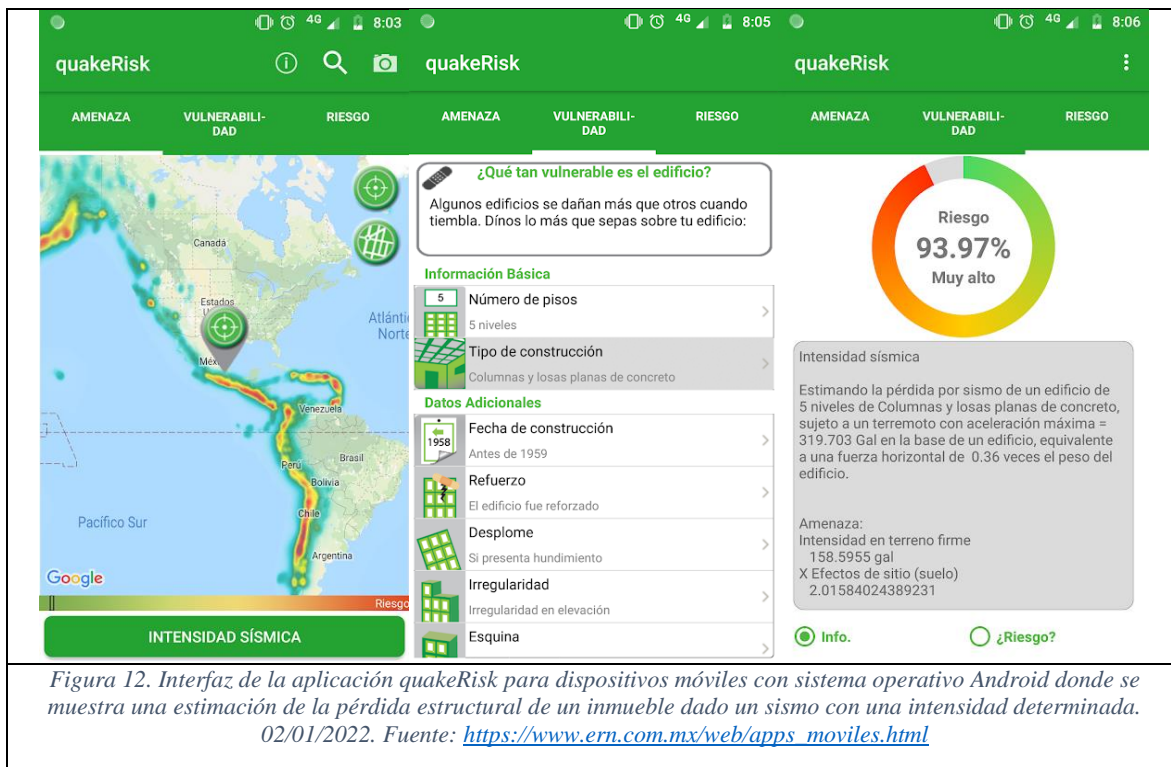 4G 8:03
quakeRisk
AMENAZA
VULNERABILI-
DAD
RIESGO
Canadá
Estados
Atlánti
Norte
Méx
Venezuela
Perú
Brasil
Bolivia
Chile
Pacífico Sur
Argentina
Google
Riesgo
INTENSIDAD SÍSMICA
4G 8:05
quakeRisk
AMENAZA
VULNERABILI-
DAD
RIESGO
¿Qué tan vulnerable es el edificio?
Algunos edificios se dañan más que otros cuando
tiembla. Dínos lo más que sepas sobre tu edificio:
Información Básica
5
Número de pisos
5 niveles
Tipo de construcción
Columnas y losas planas de concreto
Datos Adicionales
1958
Fecha de construcción
Antes de 1959
Refuerzo
El edificio fue reforzado
Desplome
Si presenta hundimiento
Irregularidad
Irregularidad en elevación
Esquina
4G 8:06
quakeRisk
AMENAZA
VULNERABILI-
DAD
RIESGO
Riesgo
93.97%
Muy alto
Intensidad sísmica
Estimando la pérdida por sismo de un edificio de
5 niveles de Columnas y losas planas de concreto,
sujeto a un terremoto con aceleración máxima =
319.703 Gal en la base de un edificio, equivalente
a una fuerza horizontal de 0.36 veces el peso del
edificio.
Amenaza:
Intensidad en terreno firme
158.5955 gal
X Efectos de sitio (suelo)
2.01584024389231
Info.
¿Riesgo?
Figura 12. Interfaz de la aplicación quakeRisk para dispositivos móviles con sistema operativo Android donde se
muestra una estimación de la pérdida estructural de un inmueble dado un sismo con una intensidad determinada.
02/01/2022. Fuente: https://www.ern.com.mx/web/apps_moviles.html